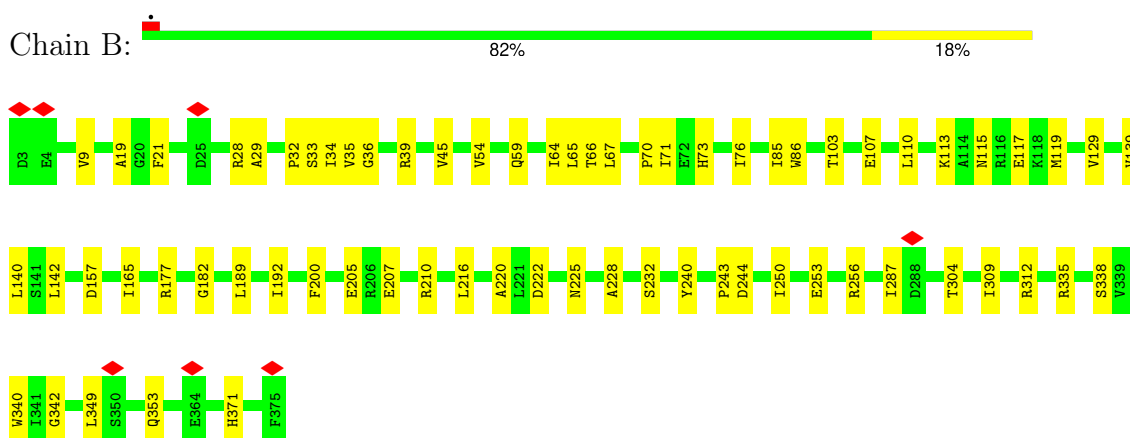 Chain B:
82% 18%
D3 E4 V9 A19 G20 F21 D25 R28 A29 P32 S33 I34 V35 G36 R39 V45 V54 Q59 I64 L65 T66 L67 P70 I71 E72 H73 I76 I85 W86 T103 E107 L110 K113 A114 N115 R116 E117 K118 M119 V129
L140 S141 L142 D157 I165 R177 G182 L189 I192 F200 E205 R206 E207 R210 L216 A220 L221 D222 N225 A228 S232 Y240 P243 D244 I250 E253 R256 I287 D288 T304 I309 R312 R335 S338 V339
W340 I341 G342 L349 S350 Q353 E364 H371 F375